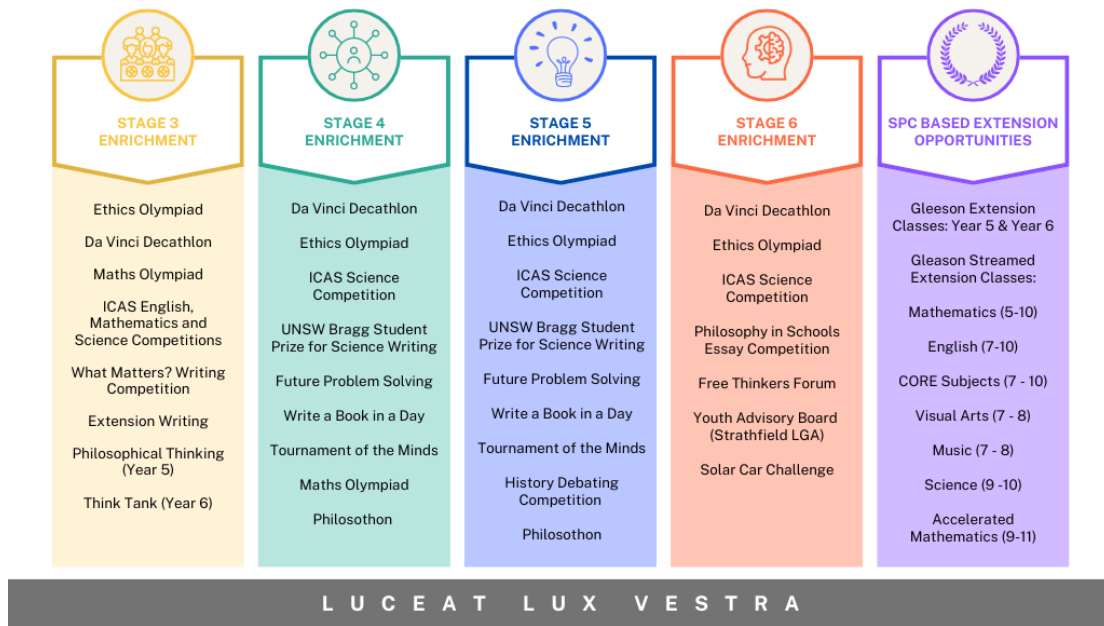 STAGE 3
ENRICHMENT
Ethics Olympiad
Da Vinci Decathlon
Maths Olympiad
ICAS English,
Mathematics and
Science Competitions
What Matters? Writing
Competition
Extension Writing
Philosophical Thinking
(Year 5)
Think Tank (Year 6)
STAGE 4
ENRICHMENT
Da Vinci Decathlon
Ethics Olympiad
ICAS Science
Competition
UNSW Bragg Student
Prize for Science Writing
Future Problem Solving
Write a Book in a Day
Tournament of the Minds
Maths Olympiad
Philosothon
STAGE 5
ENRICHMENT
Da Vinci Decathlon
Ethics Olympiad
ICAS Science
Competition
UNSW Bragg Student
Prize for Science Writing
Future Problem Solving
Write a Book in a Day
Tournament of the Minds
History Debating
Competition
Philosothon
STAGE 6
ENRICHMENT
Da Vinci Decathlon
Ethics Olympiad
ICAS Science
Competition
Philosophy in Schools
Essay Competition
Free Thinkers Forum
Youth Advisory Board
(Strathfield LGA)
Solar Car Challenge
SPC BASED EXTENSION
OPPORTUNITIES
Gleeson Extension
Classes: Year 5 & Year 6
Gleason Streamed
Extension Classes:
Mathematics (5-10)
English (7-10)
CORE Subjects (7 - 10)
Visual Arts (7 - 8)
Music (7 - 8)
Science (9 -10)
Accelerated
Mathematics (9-11)
LUCEAT LUX VESTRA